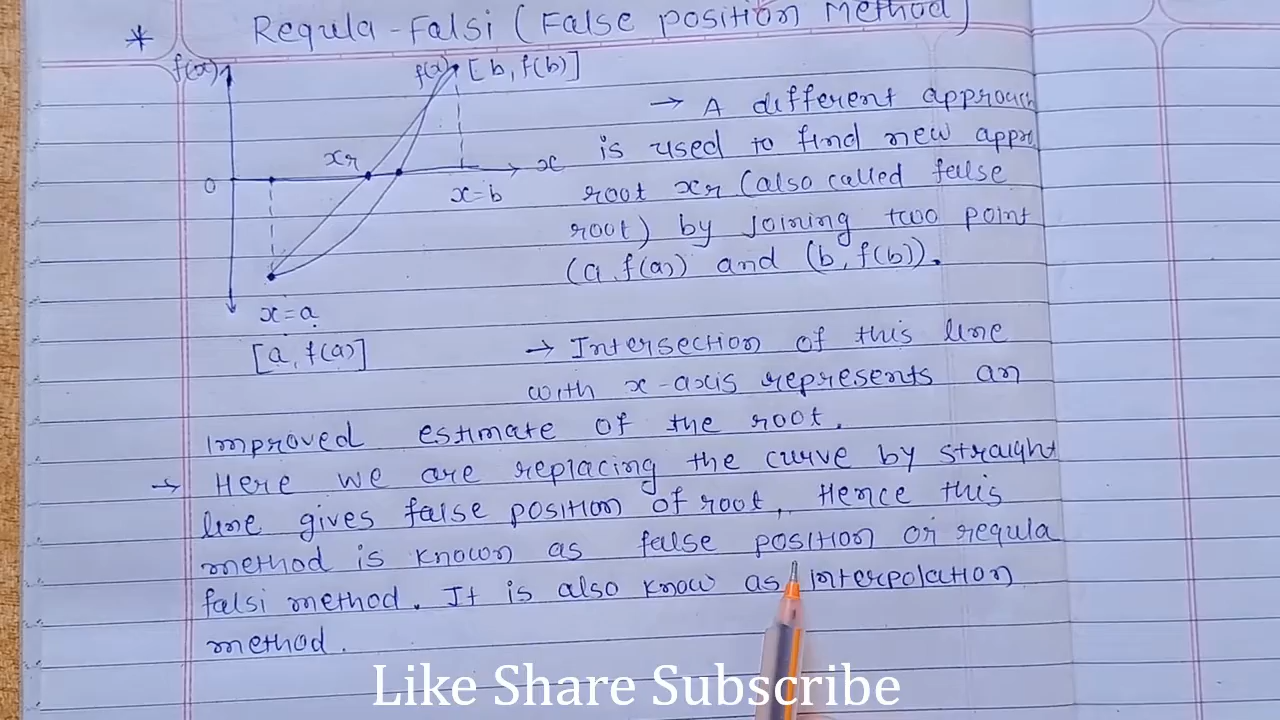 * Regula-Falsi (False position Method)
f(x) f(x) [b, f(b)]
→ A different approach
xr x is used to find new appro
0 x=b root xr (also called false
root) by joining two point
(a, f(a)) and (b, f(b)).
x=a
[a, f(a)] → Intersection of this line
with x-axis represents an
improved estimate of the root.
→ Here we are replacing the curve by straught
line gives false position of root, Hence this
method is known as false position or regula
falsi method. It is also know as interpolation
method.
Like Share Subscribe